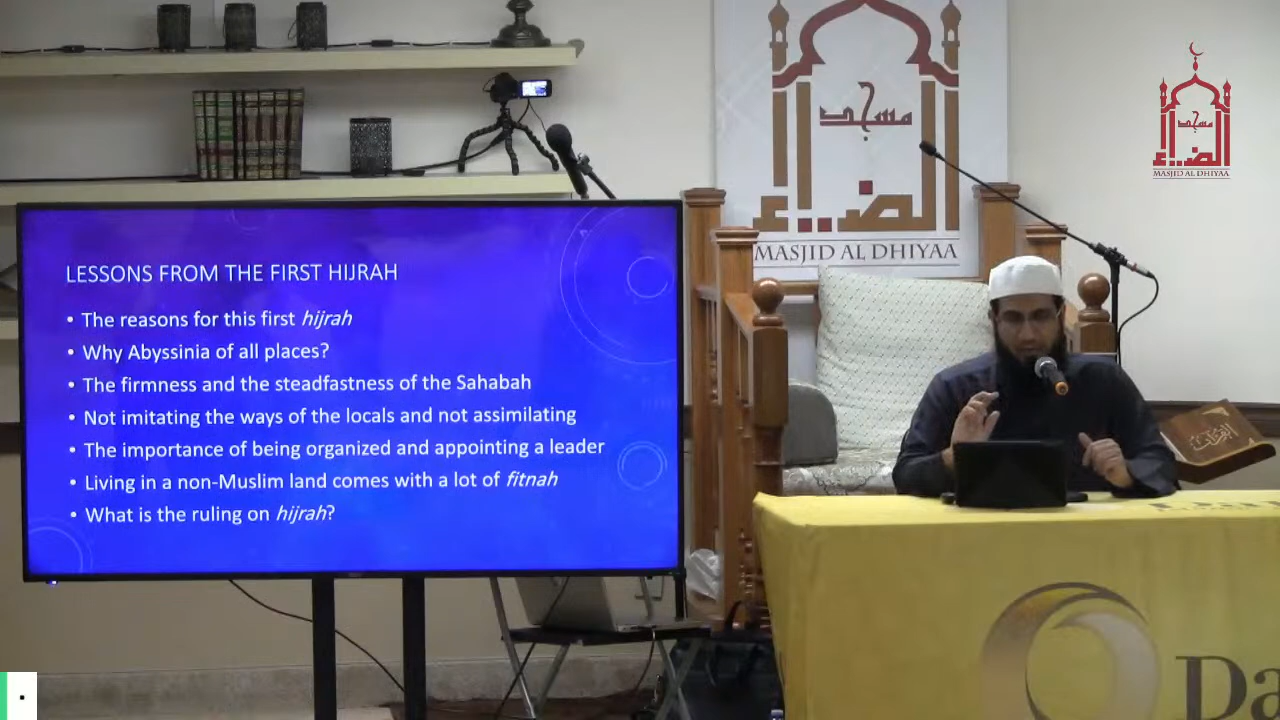 LESSONS FROM THE FIRST HIJRAH
• The reasons for this first hijrah
• Why Abyssinia of all places?
• The firmness and the steadfastness of the Sahabah
• Not imitating the ways of the locals and not assimilating
• The importance of being organized and appointing a leader
• Living in a non-Muslim land comes with a lot of fitnah
• What is the ruling on hijrah?
مسجد
الضياء
MASJID AL DHIYAA
مسجد
الضياء
MASJID AL DHIYAA
Da